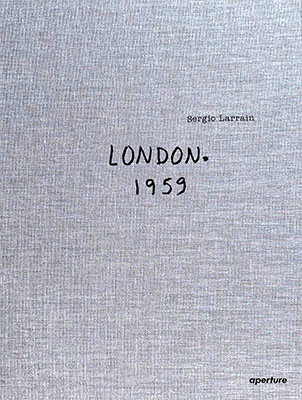 Sergio Larrain
LONDON.
1959
aperture